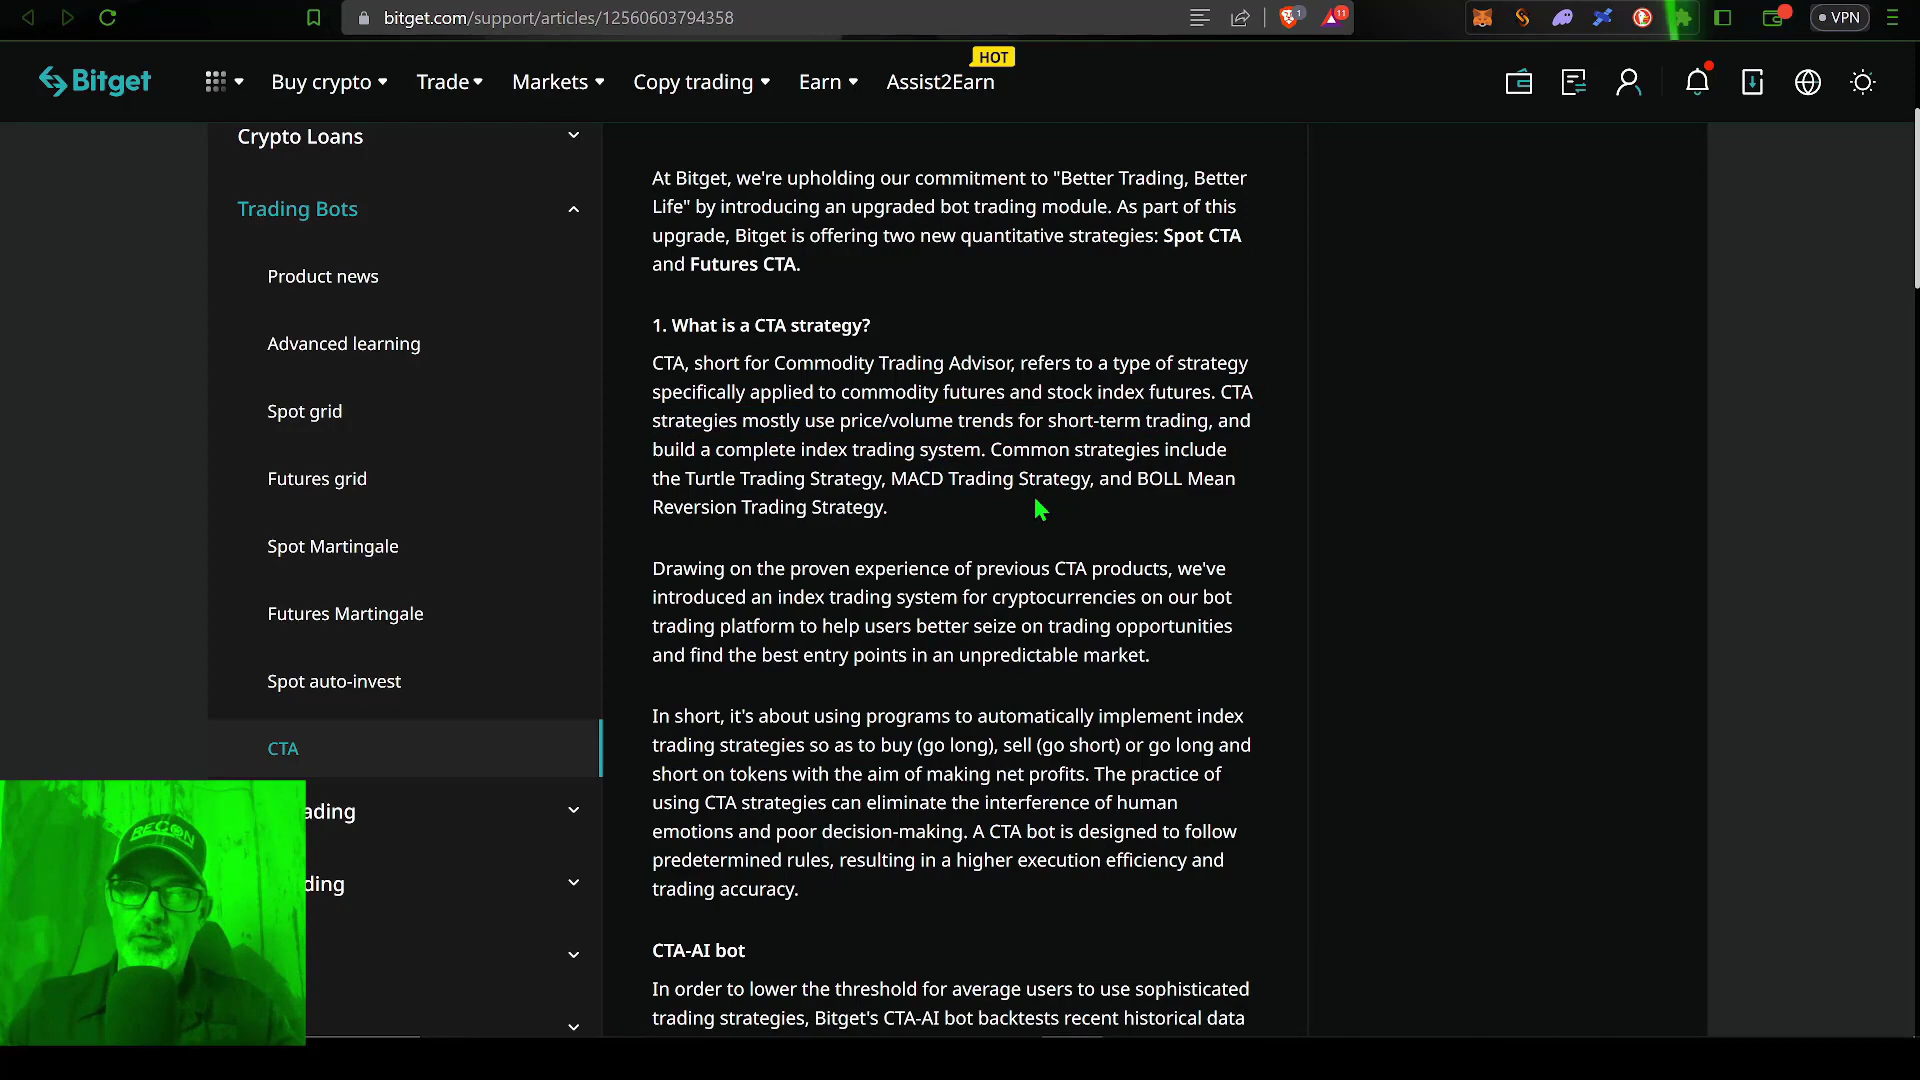 bitget.com/support/articles/12560603794358
1
11
VPN
Bitget
Buy crypto
Trade
Markets
Copy trading
Earn
Assist2Earn
HOT
Crypto Loans
Trading Bots
Product news
Advanced learning
Spot grid
Futures grid
Spot Martingale
Futures Martingale
Spot auto-invest
CTA
ading
ding
RECON
At Bitget, we're upholding our commitment to "Better Trading, Better
Life" by introducing an upgraded bot trading module. As part of this
upgrade, Bitget is offering two new quantitative strategies: Spot CTA
and Futures CTA.
1. What is a CTA strategy?
CTA, short for Commodity Trading Advisor, refers to a type of strategy
specifically applied to commodity futures and stock index futures. CTA
strategies mostly use price/volume trends for short-term trading, and
build a complete index trading system. Common strategies include
the Turtle Trading Strategy, MACD Trading Strategy, and BOLL Mean
Reversion Trading Strategy.
Drawing on the proven experience of previous CTA products, we've
introduced an index trading system for cryptocurrencies on our bot
trading platform to help users better seize on trading opportunities
and find the best entry points in an unpredictable market.
In short, it's about using programs to automatically implement index
trading strategies so as to buy (go long), sell (go short) or go long and
short on tokens with the aim of making net profits. The practice of
using CTA strategies can eliminate the interference of human
emotions and poor decision-making. A CTA bot is designed to follow
predetermined rules, resulting in a higher execution efficiency and
trading accuracy.
CTA-AI bot
In order to lower the threshold for average users to use sophisticated
trading strategies, Bitget's CTA-AI bot backtests recent historical data